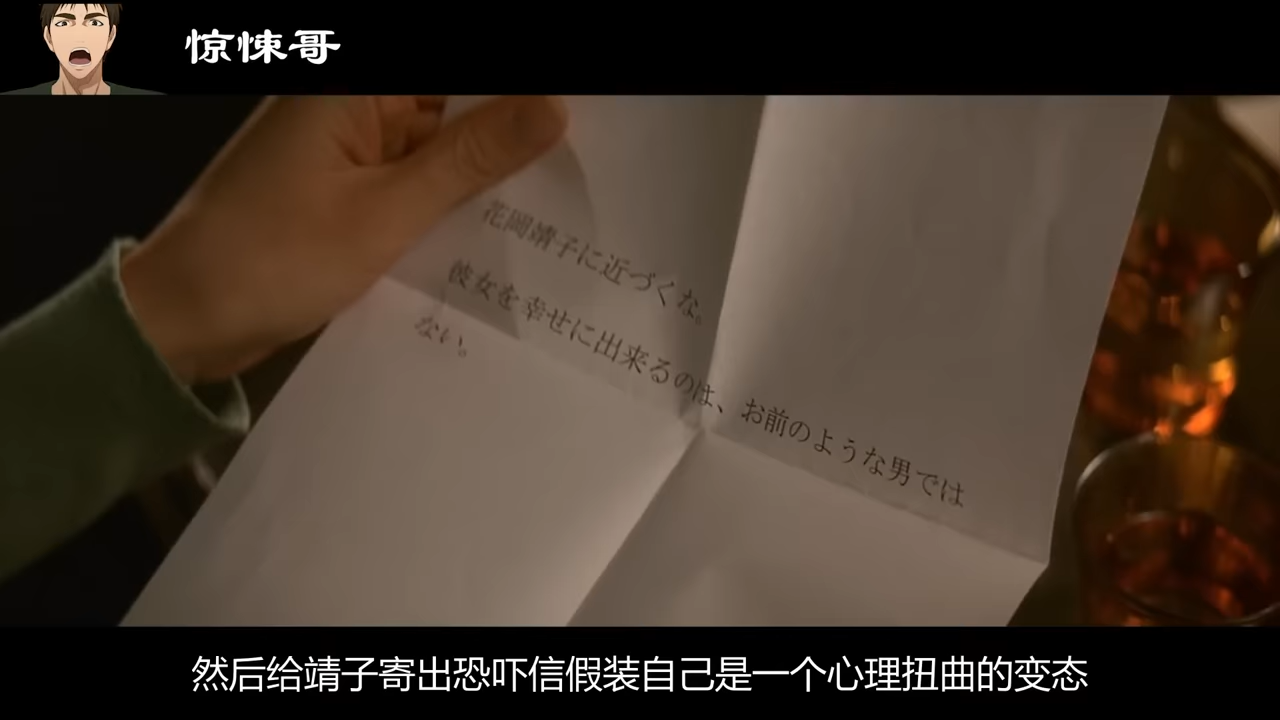 惊悚哥
花岡靖子に近づくな。
彼女を幸せに出来るのは、お前のような男では
ない。
然后给靖子寄出恐吓信假装自己是一个心理扭曲的变态